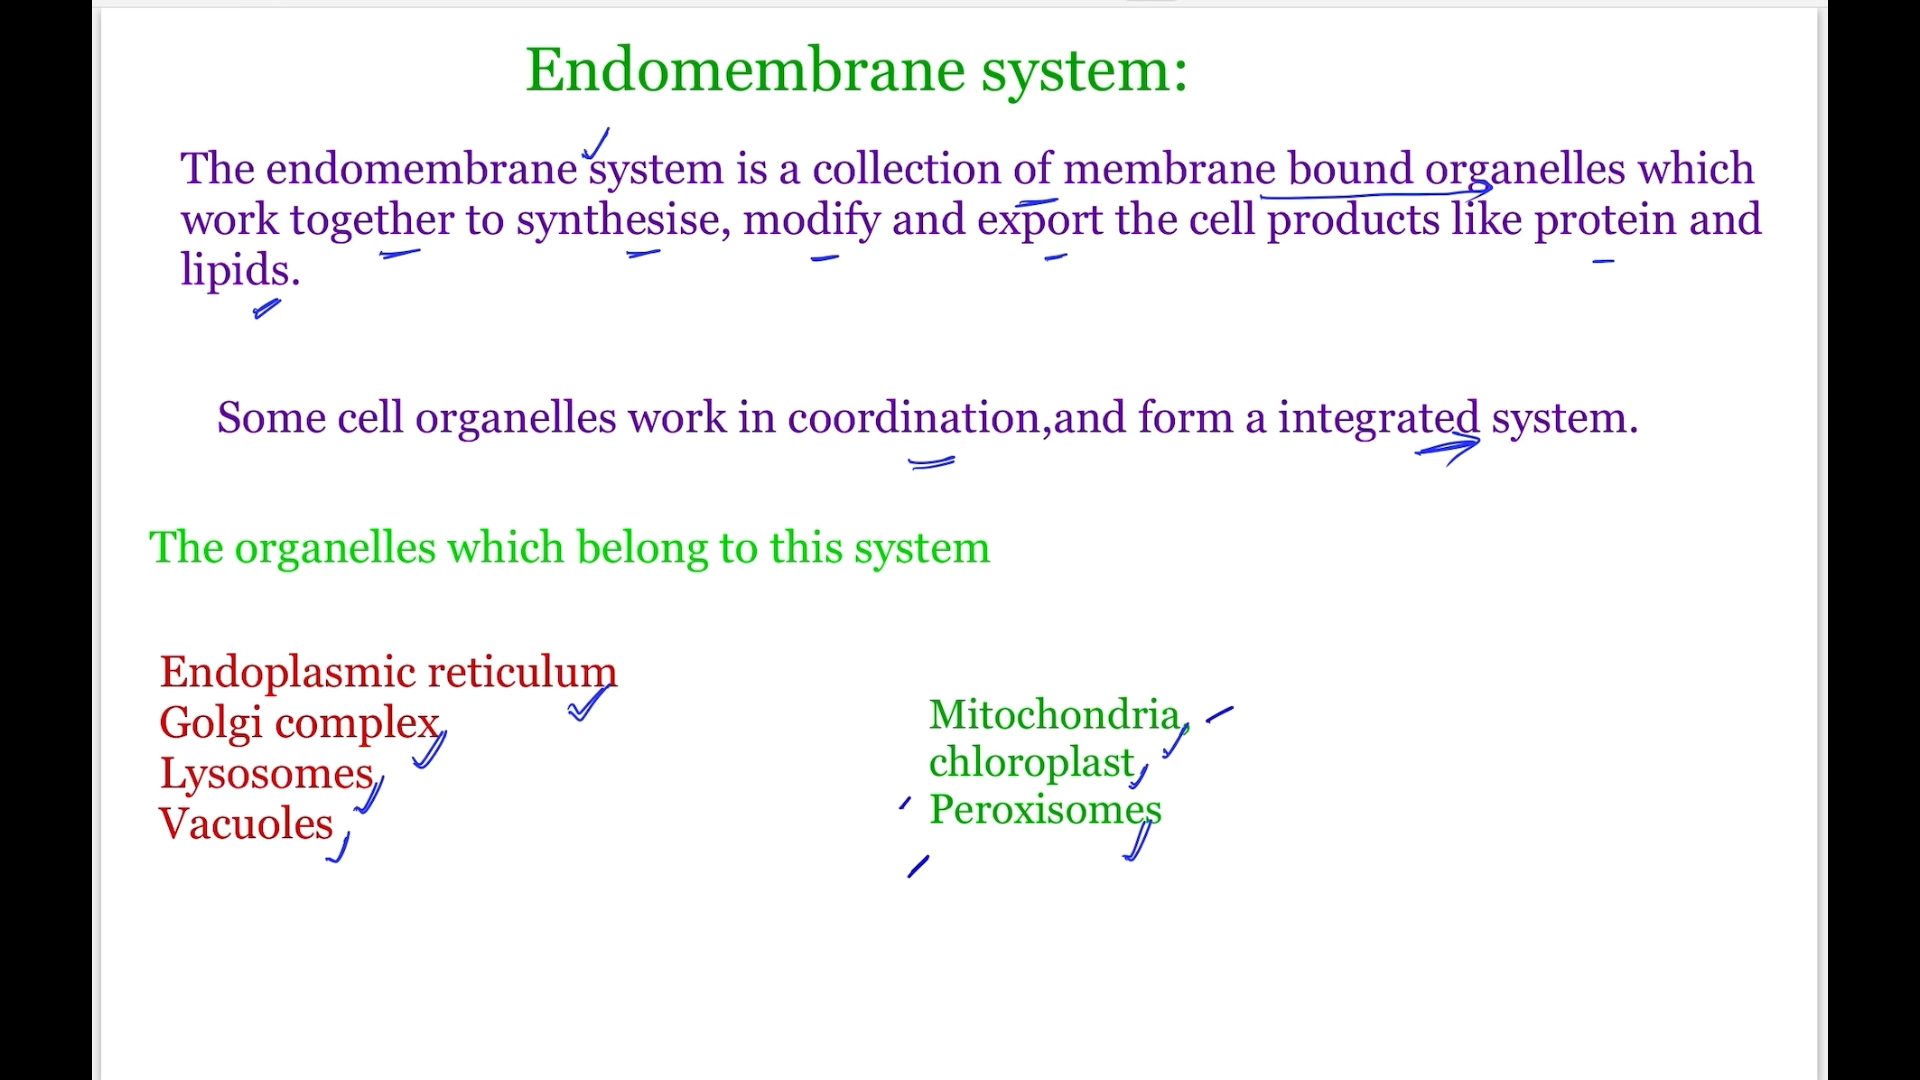 Endomembrane system:
The endomembrane system is a collection of membrane bound organelles which
work together to synthesise, modify and export the cell products like protein and
lipids.
Some cell organelles work in coordination,and form a integrated system.
The organelles which belong to this system
Endoplasmic reticulum
Golgi complex
Lysosomes
Vacuoles
Mitochondria,
chloroplast,
Peroxisomes